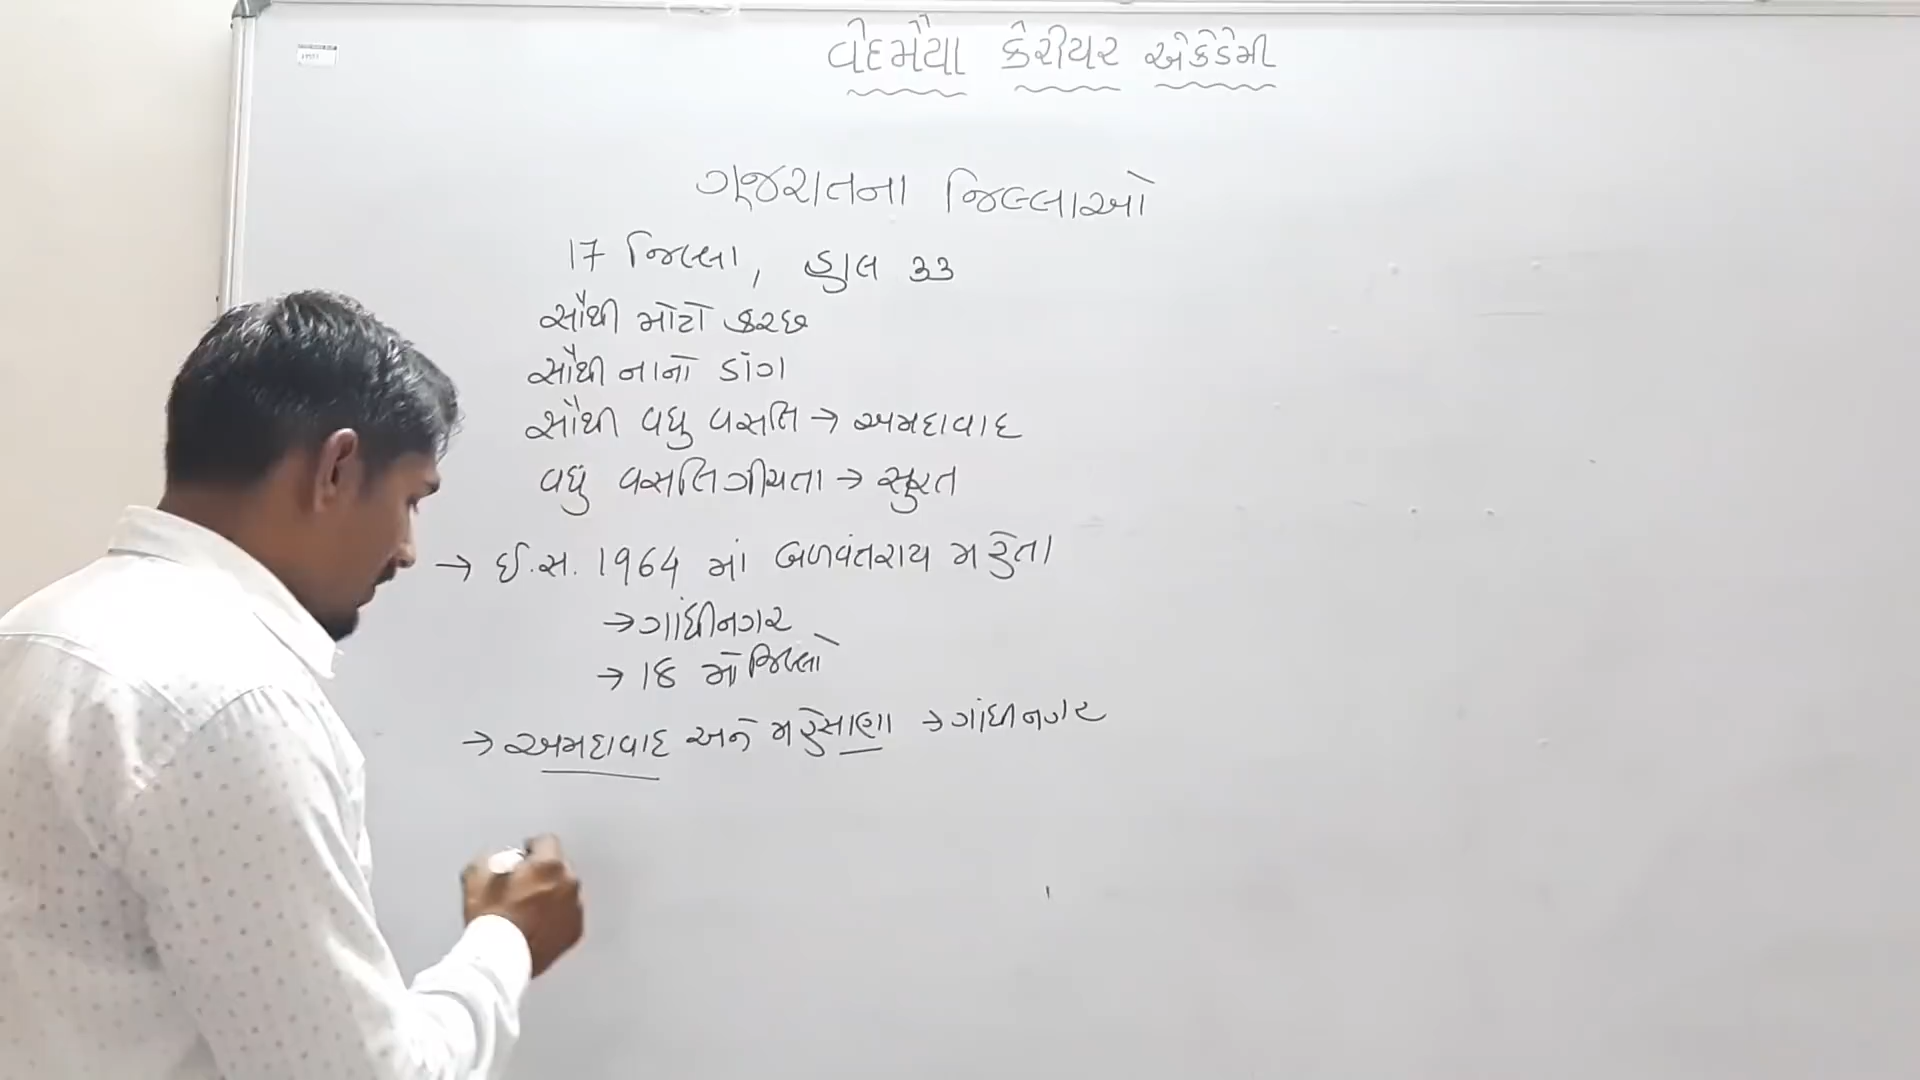 વેદમૈયા કેરીયર એકેડેમી
ગુજરાતના જિલ્લાઓ
17 જિલ્લા, કુલ 33
સૌથી મોટો કચ્છ
સૌથી નાનો ડાંગ
સૌથી વધુ વસતિ → અમદાવાદ
વધુ વસતિગીચતા → સુરત
→ ઈ.સ. 1964 માં બળવંતરાય મહેતા
→ ગાંધીનગર
→ 18 મો જિલ્લો
→ અમદાવાદ અને મહેસાણા → ગાંધીનગર